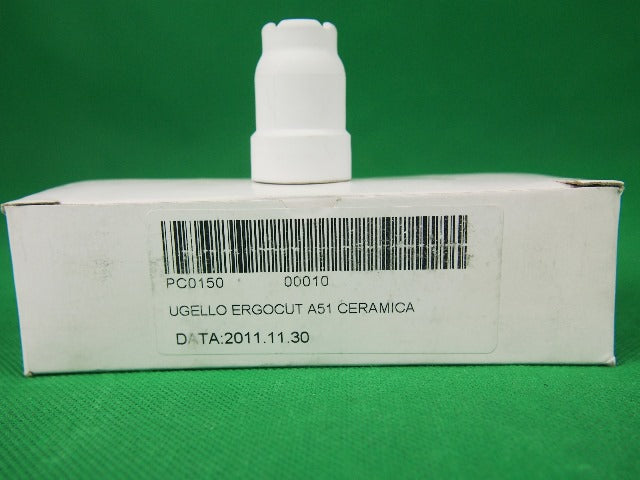 PC0150 00010
UGELLO ERGOCUT A51 CERAMICA
DATA:2011.11.30